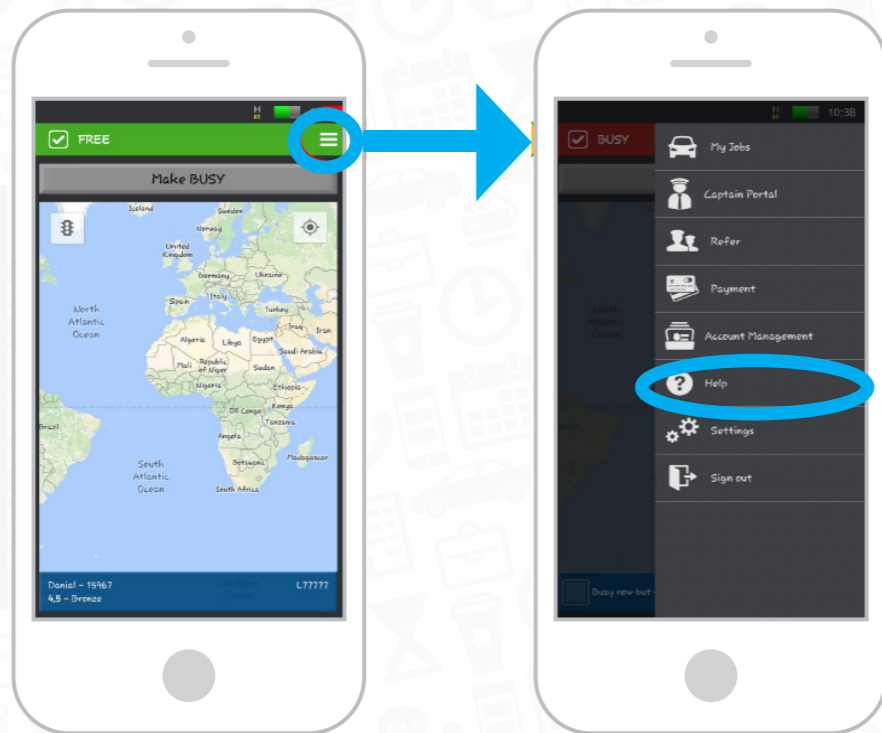 FREE
Make BUSY
Iceland
Sweden
Norway
United
Kingdom
Germany
Ukraine
Spain
Italy
Turkey
North
Atlantic
Ocean
Iraq
Iran
Algeria
Libya
Egypt
Saudi Arabia
Mali
Republic
of Niger
Sudan
Nigeria
Ethiopia
DR Congo
Kenya
Tanzania
Brazil
Angola
South
Atlantic
Ocean
Botswana
Madagascar
South Africa
Danial - 15967
L77777
4.5 - Bronze
H
10:38
BUSY
My Jobs
Captain Portal
Refer
Payment
Account Management
Help
Settings
Sign out
Busy now but